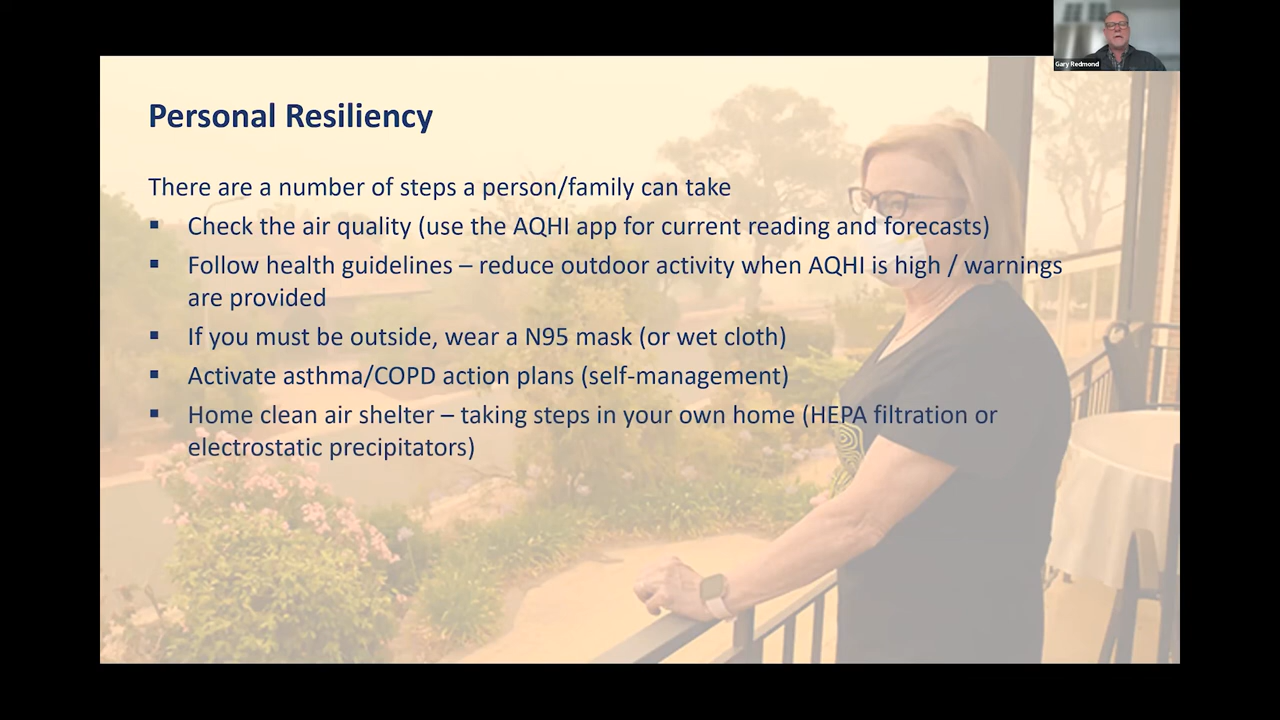 Gary Redmond
Personal Resiliency
There are a number of steps a person/family can take
▪ Check the air quality (use the AQHI app for current reading and forecasts)
▪ Follow health guidelines – reduce outdoor activity when AQHI is high / warnings
are provided
▪ If you must be outside, wear a N95 mask (or wet cloth)
▪ Activate asthma/COPD action plans (self-management)
▪ Home clean air shelter – taking steps in your own home (HEPA filtration or
electrostatic precipitators)